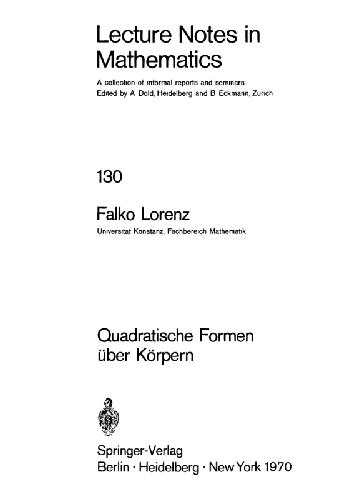 Lecture Notes in
Mathematics
A collection of informal reports and seminars
Edited by A. Dold, Heidelberg and B. Eckmann, Zürich
130
Falko Lorenz
Universität Konstanz, Fachbereich Mathematik
Quadratische Formen
über Körpern
Springer-Verlag
Berlin · Heidelberg · New York 1970